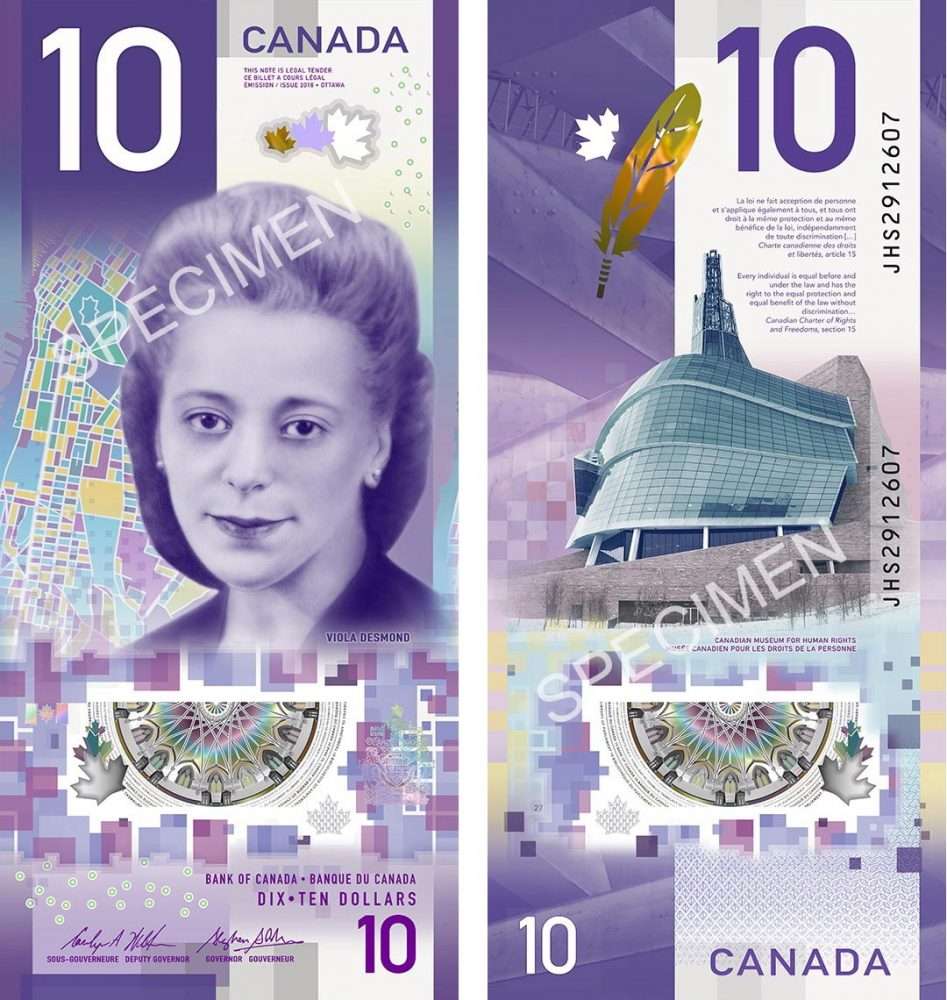 10
CANADA
THIS NOTE IS LEGAL TENDER
CE BILLET A COURS LÉGAL
EMISSION / ISSUE 2018 • OTTAWA
SPECIMEN
VIOLA DESMOND
BANK OF CANADA • BANQUE DU CANADA
DIX•TEN DOLLARS
10
SOUS-GOUVERNEURE DEPUTY GOVERNOR
GOVERNOR GOUVERNEUR
10
JHS2912607
La loi ne fait acception de personne
et s'applique également à tous, et tous ont
droit à la même protection et au même
bénéfice de la loi, indépendamment
de toute discrimination [...]
Charte canadienne des droits
et libertés, article 15
Every individual is equal before and
under the law and has the
right to the equal protection and
equal benefit of the law without
discrimination...
Canadian Charter of Rights
and Freedoms, section 15
JHS2912607
SPECIMEN
CANADIAN MUSEUM FOR HUMAN RIGHTS
MUSÉE CANADIEN POUR LES DROITS DE LA PERSONNE
27
10
CANADA